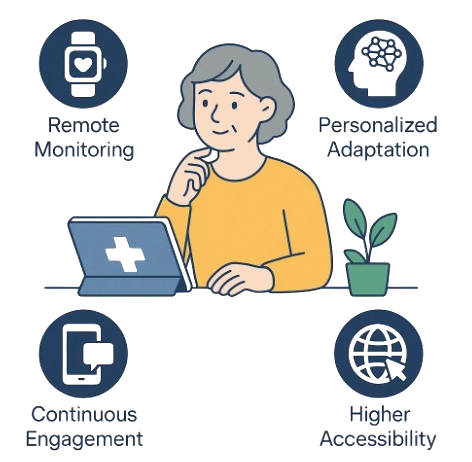 Remote
Monitoring
Personalized
Adaptation
Continuous
Engagement
Higher
Accessibility